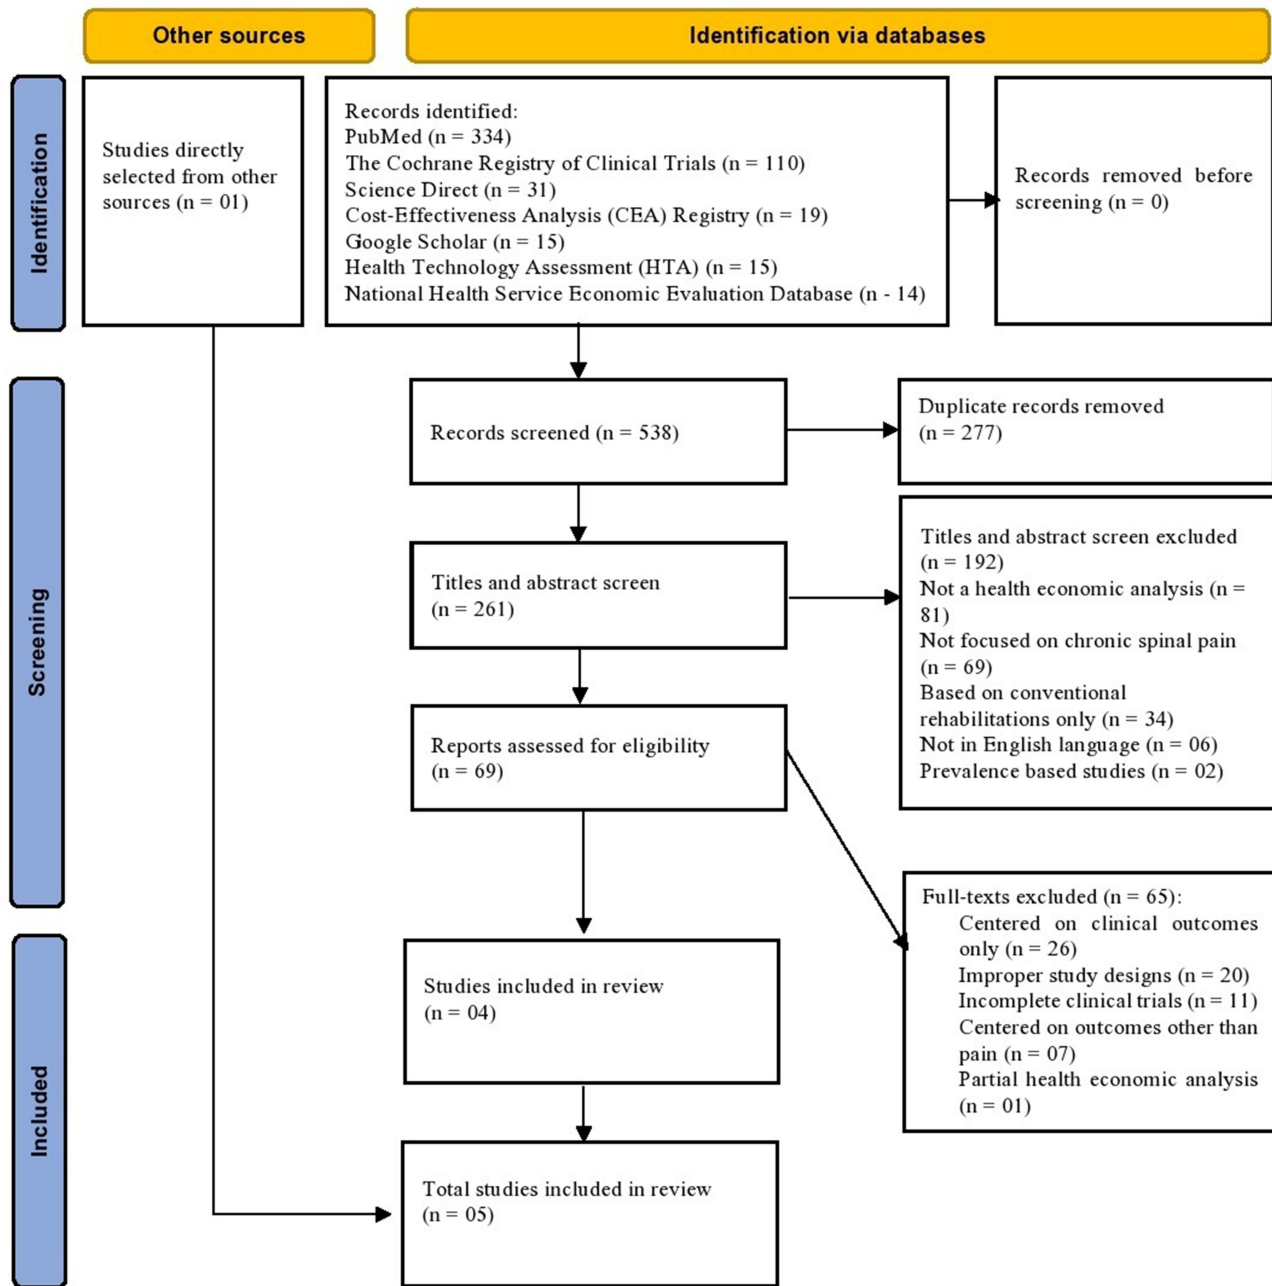 Other sources
Identification via databases
Identification
Studies directly
selected from other
sources (n = 01)
Records identified:
PubMed (n = 334)
The Cochrane Registry of Clinical Trials (n = 110)
Science Direct (n = 31)
Cost-Effectiveness Analysis (CEA) Registry (n = 19)
Google Scholar (n = 15)
Health Technology Assessment (HTA) (n = 15)
National Health Service Economic Evaluation Database (n - 14)
Records removed before
screening (n = 0)
Screening
Records screened (n = 538)
Duplicate records removed
(n = 277)
Titles and abstract screen
(n = 261)
Titles and abstract screen excluded
(n = 192)
Not a health economic analysis (n =
81)
Not focused on chronic spinal pain
(n = 69)
Based on conventional
rehabilitations only (n = 34)
Not in English language (n = 06)
Prevalence based studies (n = 02)
Reports assessed for eligibility
(n = 69)
Full-texts excluded (n = 65):
Centered on clinical outcomes
only (n = 26)
Improper study designs (n = 20)
Incomplete clinical trials (n = 11)
Centered on outcomes other than
pain (n = 07)
Partial health economic analysis
(n = 01)
Included
Studies included in review
(n = 04)
Total studies included in review
(n = 05)